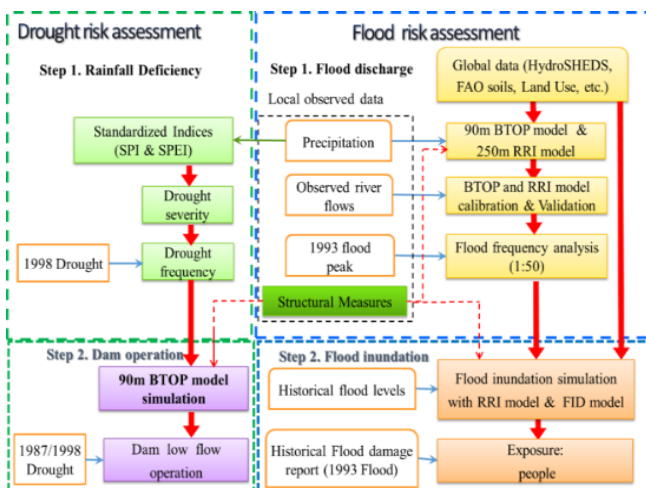 Drought risk assessment
Step 1. Rainfall Deficiency
Standardized Indices
(SPI & SPEI)
Drought
severity
1998 Drought
Drought
frequency
Step 2. Dam operation
90m BTOP model
simulation
1987/1998
Drought
Dam low flow
operation
Flood risk assessment
Step 1. Flood discharge
Global data (HydroSHEDS,
FAO soils, Land Use, etc.)
Local observed data
Precipitation
90m BTOP model &
250m RRI model
Observed river
flows
BTOP and RRI model
calibration & Validation
1993 flood
peak
Flood frequency analysis
(1:50)
Structural Measures
Step 2. Flood inundation
Historical flood levels
Flood inundation simulation
with RRI model & FID model
Historical Flood damage
report (1993 Flood)
Exposure:
people